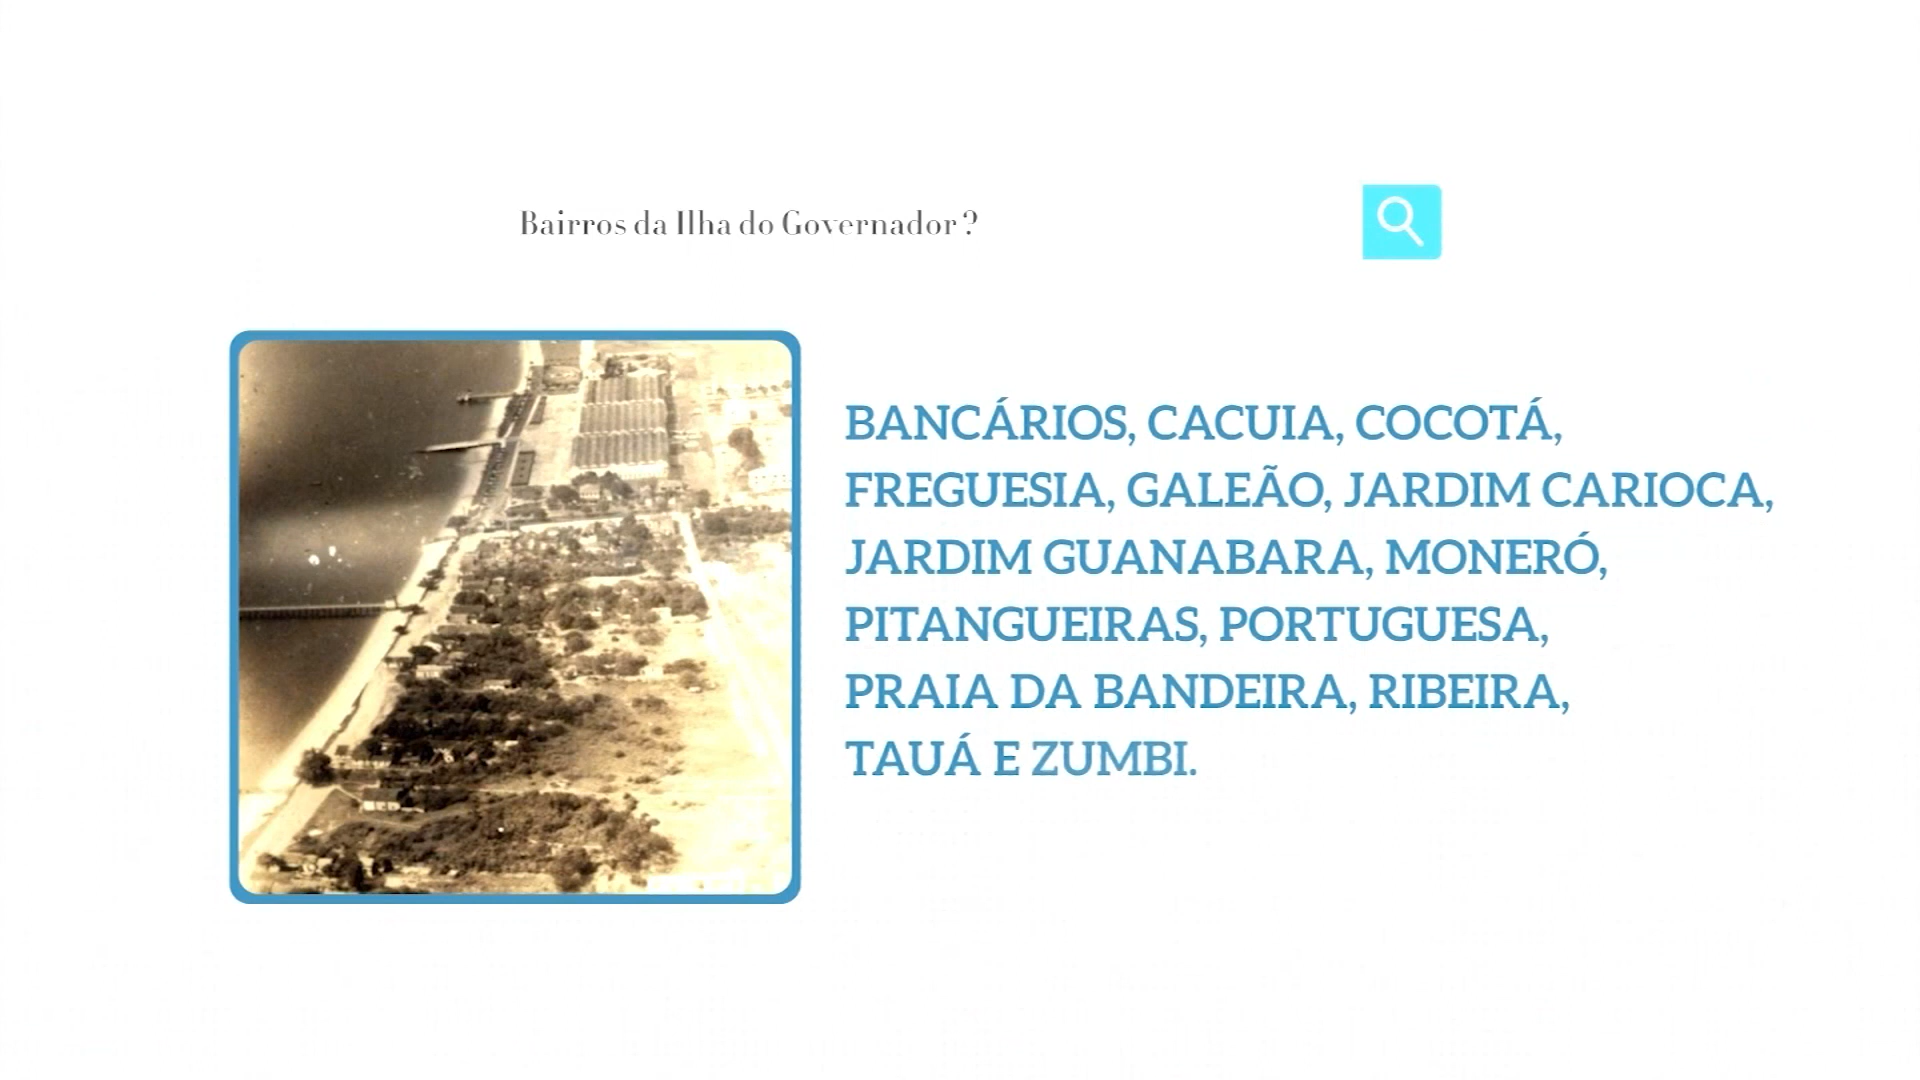 Bairros da Ilha do Governador ?
BANCÁRIOS, CACUIA, COCOTÁ,
FREGUESIA, GALEÃO, JARDIM CARIOCA,
JARDIM GUANABARA, MONERÓ,
PITANGUEIRAS, PORTUGUESA,
PRAIA DA BANDEIRA, RIBEIRA,
TAUÁ E ZUMBI.